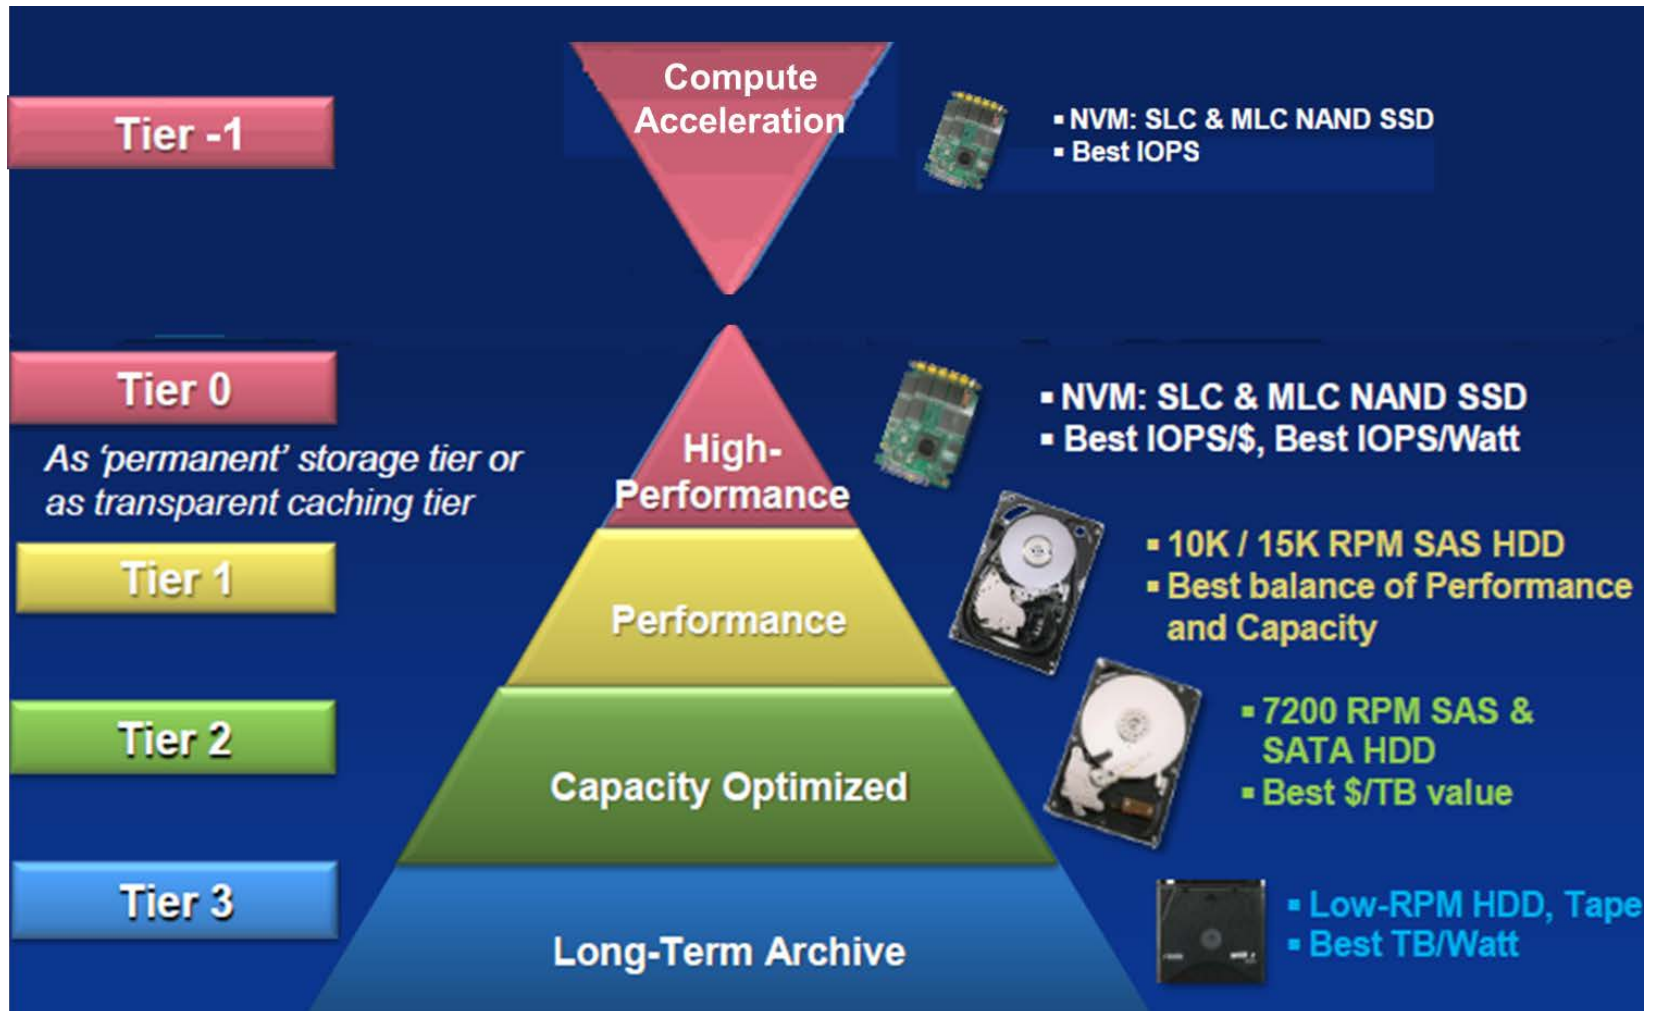 Compute
Acceleration
Tier -1
▪ NVM: SLC & MLC NAND SSD
▪ Best IOPS
Tier 0
As ‘permanent’ storage tier or
as transparent caching tier
High-
Performance
▪ NVM: SLC & MLC NAND SSD
▪ Best IOPS/$, Best IOPS/Watt
Tier 1
Performance
▪ 10K / 15K RPM SAS HDD
▪ Best balance of Performance
and Capacity
Tier 2
Capacity Optimized
▪ 7200 RPM SAS &
SATA HDD
▪ Best $/TB value
Tier 3
Long-Term Archive
▪ Low-RPM HDD, Tape
▪ Best TB/Watt